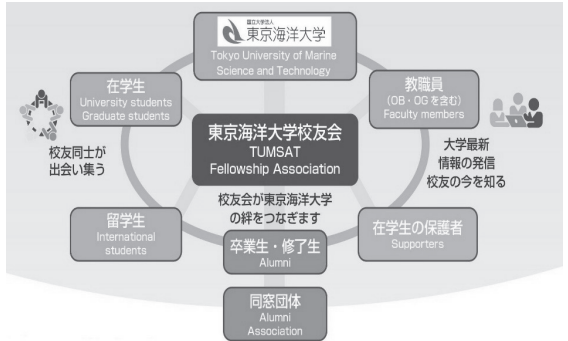 国立大学法人
東京海洋大学
Tokyo University of Marine
Science and Technology
在学生
University students
Graduate students
教職員
(OB・OGを含む)
Faculty members
東京海洋大学校友会
TUMSAT
Fellowship Association
校友同士が
出会い集う
大学最新
情報の発信
校友の今を知る
校友会が東京海洋大学
の絆をつなぎます
留学生
International
students
卒業生・修了生
Alumni
在学生の保護者
Supporters
同窓団体
Alumni
Association